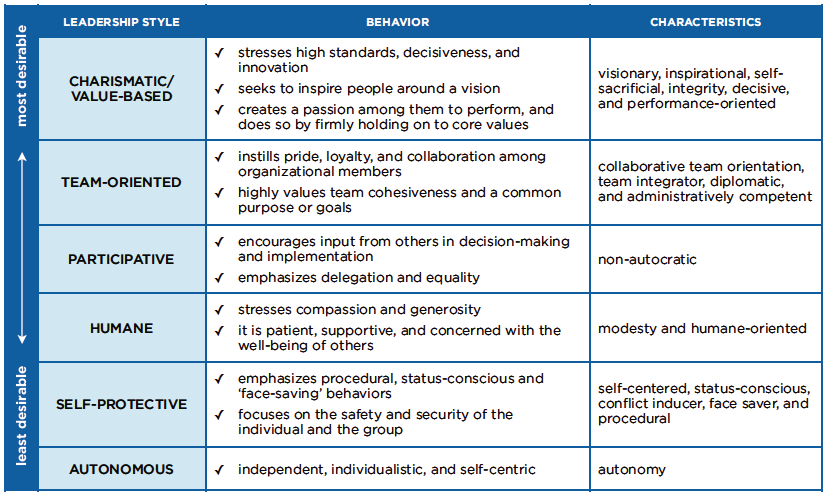 LEADERSHIP STYLE
BEHAVIOR
CHARACTERISTICS
most desirable
least desirable
CHARISMATIC/
VALUE-BASED
✓ stresses high standards, decisiveness, and
innovation
✓ seeks to inspire people around a vision
✓ creates a passion among them to perform, and
does so by firmly holding on to core values
visionary, inspirational, self-
sacrificial, integrity, decisive,
and performance-oriented
TEAM-ORIENTED
✓ instills pride, loyalty, and collaboration among
organizational members
✓ highly values team cohesiveness and a common
purpose or goals
collaborative team orientation,
team integrator, diplomatic,
and administratively competent
PARTICIPATIVE
✓ encourages input from others in decision-making
and implementation
✓ emphasizes delegation and equality
non-autocratic
HUMANE
✓ stresses compassion and generosity
✓ it is patient, supportive, and concerned with the
well-being of others
modesty and humane-oriented
SELF-PROTECTIVE
✓ emphasizes procedural, status-conscious and
‘face-saving’ behaviors
✓ focuses on the safety and security of the
individual and the group
self-centered, status-conscious,
conflict inducer, face saver, and
procedural
AUTONOMOUS
✓ independent, individualistic, and self-centric
autonomy